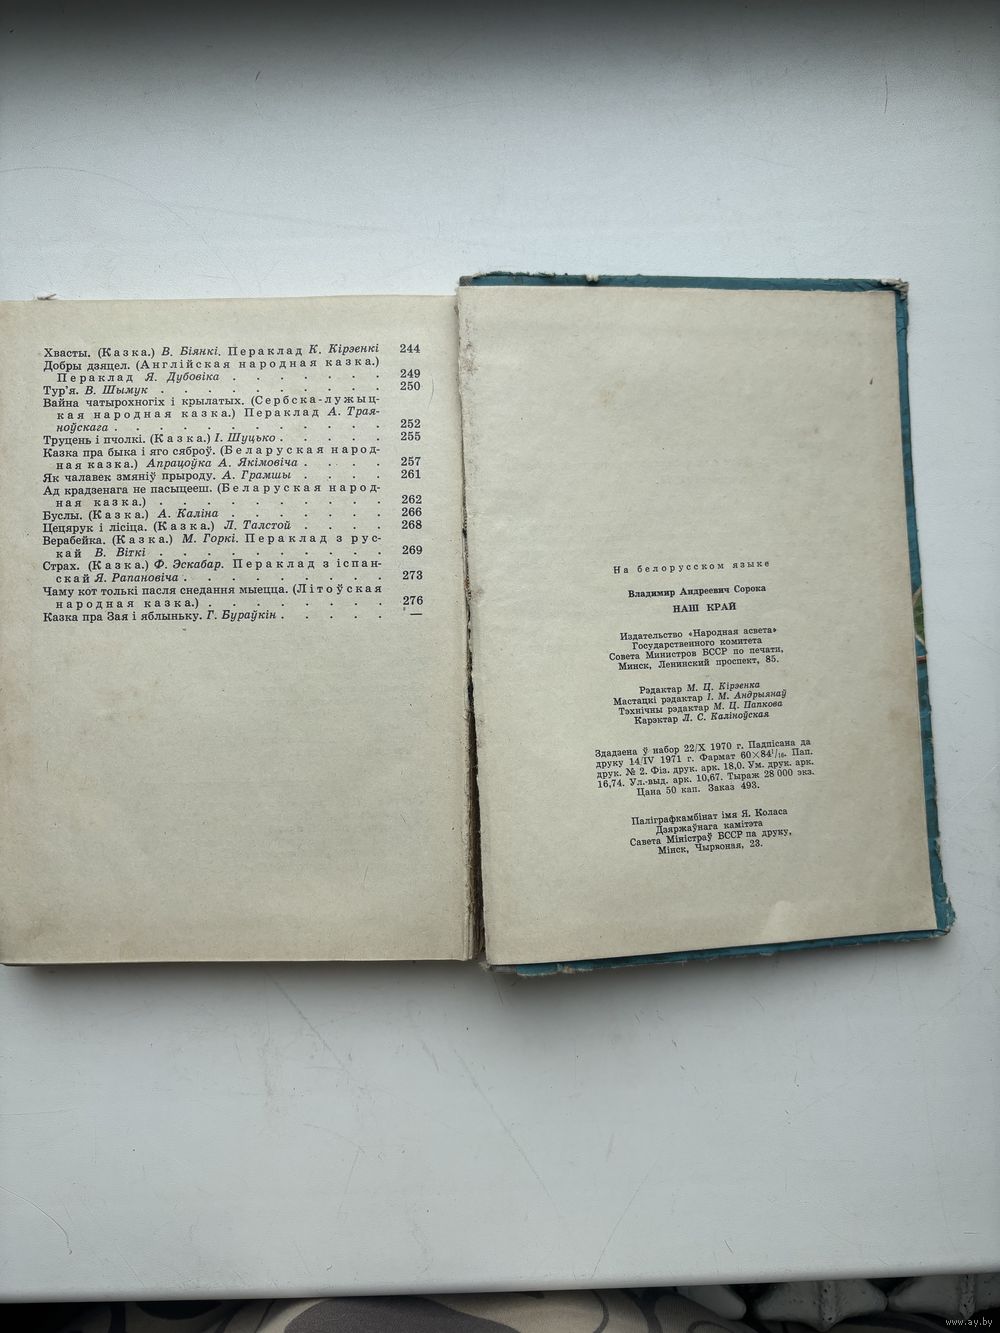 Хвасты. (Казка.) В. Біянкі. Пераклад К. Кірэенкі 244
Добры дзяцел. (Англійская народная казка.)
Пераклад Я. Дубовіка . . . . . . . 249
Тур'я. В. Шымук . . . . . . . . . . 250
Вайна чатырохногіх і крылатых. (Сербска-лужыц-
кая народная казка.) Пераклад А. Трая-
ноўскага . . . . . . . . . . . . 252
Труцень і пчолкі. (Казка.) І. Шуцько . . . . . 255
Казка пра быка і яго сяброў. (Беларуская народ-
ная казка.) Апрацоўка А. Якімовіча . . . . 257
Як чалавек змяніў прыроду. А. Грамшы . . . . 261
Ад крадзенага не пасыцееш. (Беларуская народ-
ная казка.) . . . . . . . . . . 262
Буслы. (Казка.) А. Каліна . . . . . . . 266
Цецярук і лісіца. (Казка.) Л. Талстой . . . . 268
Верабейка. (Казка.) М. Горкі. Пераклад з рус-
кай В. Віткі . . . . . . . . . . 269
Страх. (Казка.) Ф. Эскабар. Пераклад з іспан-
скай Я. Рапановіча . . . . . . . . . 273
Чаму кот толькі пасля снедання мыецца. (Літоўская
народная казка.) . . . . . . . . 276
Казка пра Зая і яблыньку. Г. Бураўкін . . . . . —
На белорусском языке
Владимир Андреевич Сорока
НАШ КРАЙ
Издательство «Народная асвета»
Государственного комитета
Совета Министров БССР по печати,
Минск, Ленинский проспект, 85.
Рэдактар М. Ц. Кірэенка
Мастацкі рэдактар І. М. Андрыянаў
Тэхнічны рэдактар М. Ц. Папкова
Карэктар Л. С. Каліноўская
Здадзена ў набор 22/X 1970 г. Падпісана да
друку 14/IV 1971 г. Фармат 60×84¹/₁₆. Пап.
друк. № 2. Фіз. друк. арк. 18,0. Ум. друк. арк.
16,74. Ул.-выд. арк. 10,67. Тыраж 28 000 экз.
Цана 50 кап. Заказ 493.
Паліграфкамбінат імя Я. Коласа
Дзяржаўнага камітэта
Савета Міністраў БССР па друку,
Мінск, Чырвоная, 23.
www.ay.by